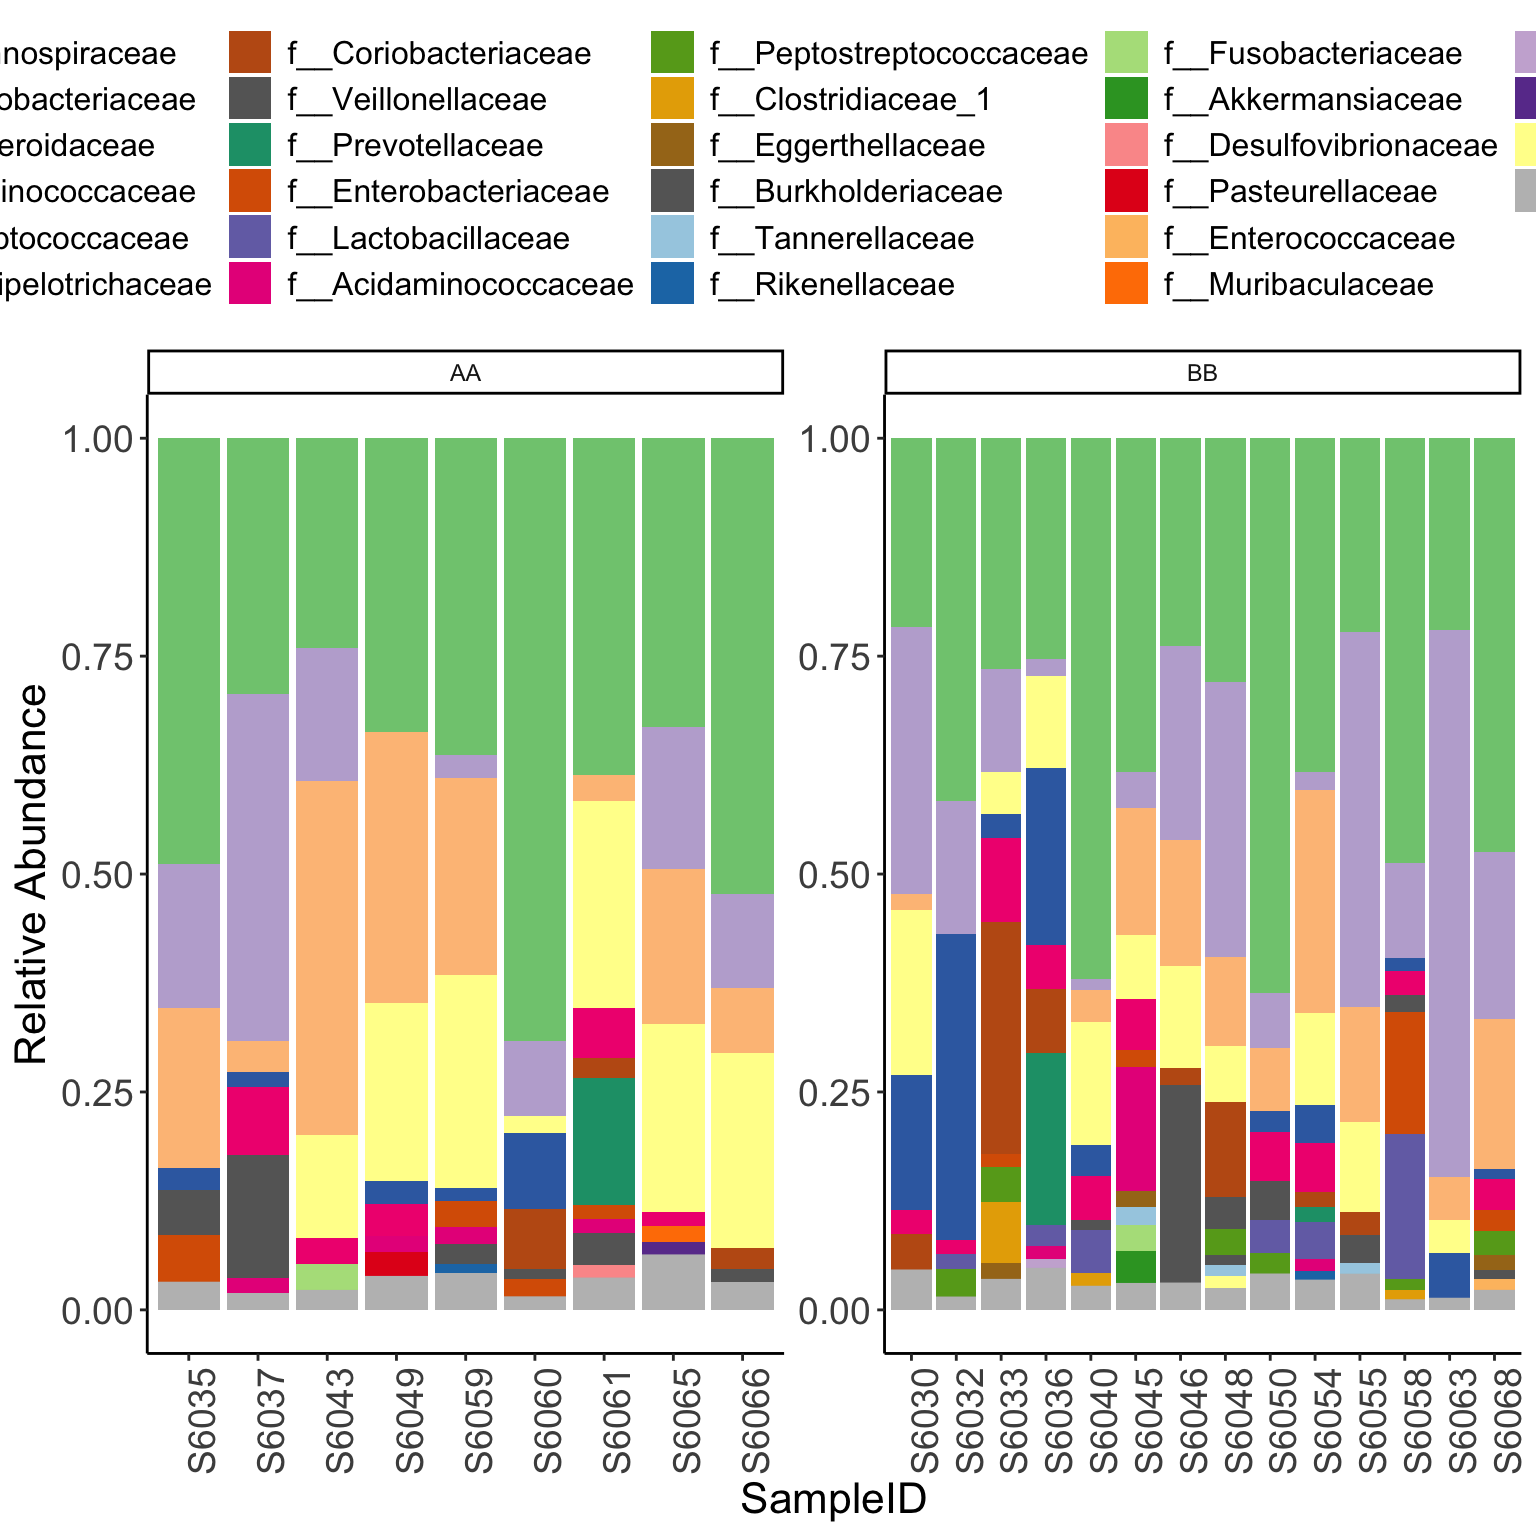 nospiraceae f__Coriobacteriaceae f__Peptostreptococcaceae f__Fusobacteriaceae
obacteriaceae f__Veillonellaceae f__Clostridiaceae_1 f__Akkermansiaceae
eroidaceae f__Prevotellaceae f__Eggerthellaceae f__Desulfovibrionaceae
inococcaceae f__Enterobacteriaceae f__Burkholderiaceae f__Pasteurellaceae
otococcaceae f__Lactobacillaceae f__Tannerellaceae f__Enterococcaceae
ipelotrichaceae f__Acidaminococcaceae f__Rikenellaceae f__Muribaculaceae
AA BB
1.00 1.00
0.75 0.75
0.50 0.50
0.25 0.25
0.00 0.00
Relative Abundance
S6035 S6037 S6043 S6049 S6059 S6060 S6061 S6065 S6066 S6030 S6032 S6033 S6036 S6040 S6045 S6046 S6048 S6050 S6054 S6055 S6058 S6063 S6068
SampleID